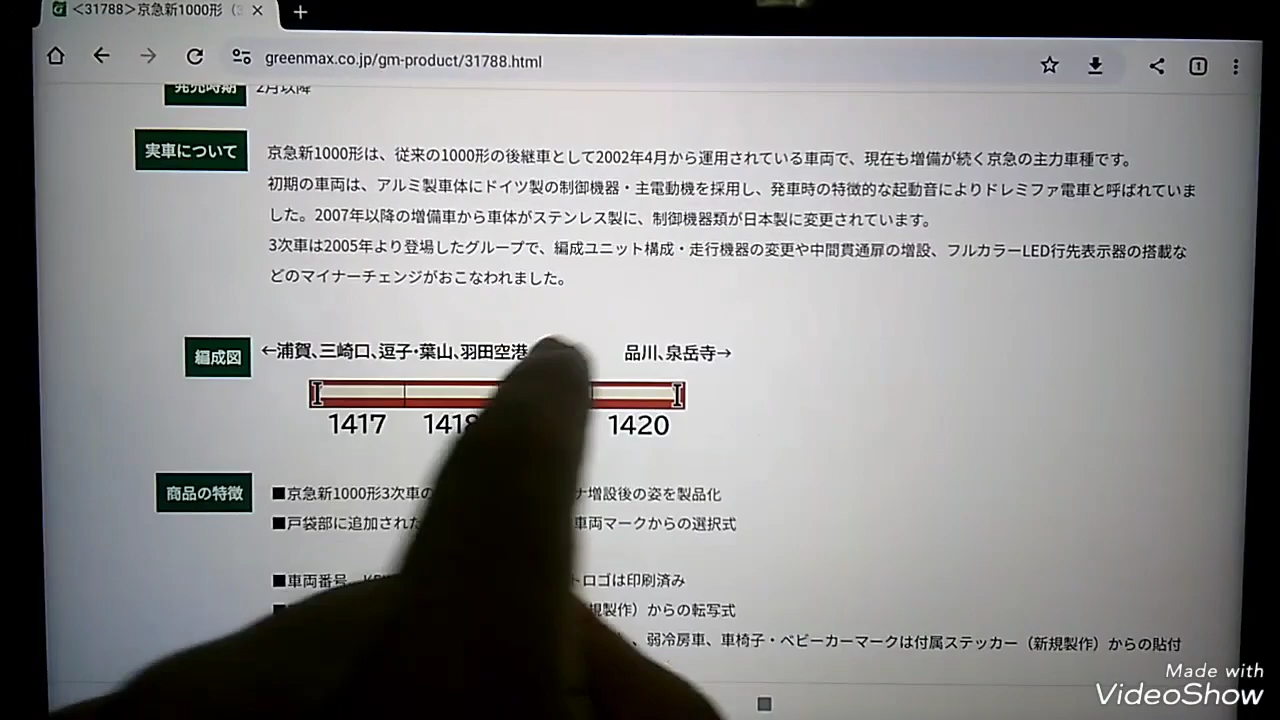 <31788>京急新1000形（
greenmax.co.jp/gm-product/31788.html
発売時期 2月以降
実車について
京急新1000形は、従来の1000形の後継車として2002年4月から運用されている車両で、現在も増備が続く京急の主力車種です。
初期の車両は、アルミ製車体にドイツ製の制御機器・主電動機を採用し、発車時の特徴的な起動音によりドレミファ電車と呼ばれていま
した。2007年以降の増備車から車体がステンレス製に、制御機器類が日本製に変更されています。
3次車は2005年より登場したグループで、編成ユニット構成・走行機器の変更や中間貫通扉の増設、フルカラーLED行先表示器の搭載な
どのマイナーチェンジがおこなわれました。
編成図
←浦賀、三崎口、逗子・葉山、羽田空港 品川、泉岳寺→
1417 1418 1420
商品の特徴
■京急新1000形3次車の ナ増設後の姿を製品化
■戸袋部に追加された 車両マークからの選択式
■車両番号 トロゴは印刷済み
規製作）からの転写式
、弱冷房車、車椅子・ベビーカーマークは付属ステッカー（新規製作）からの貼付
Made with
VideoShow